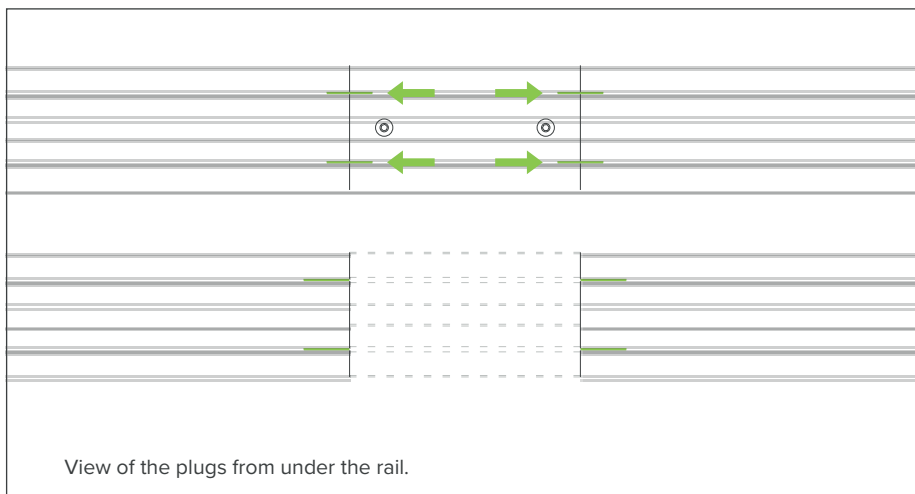 View of the plugs from under the rail.